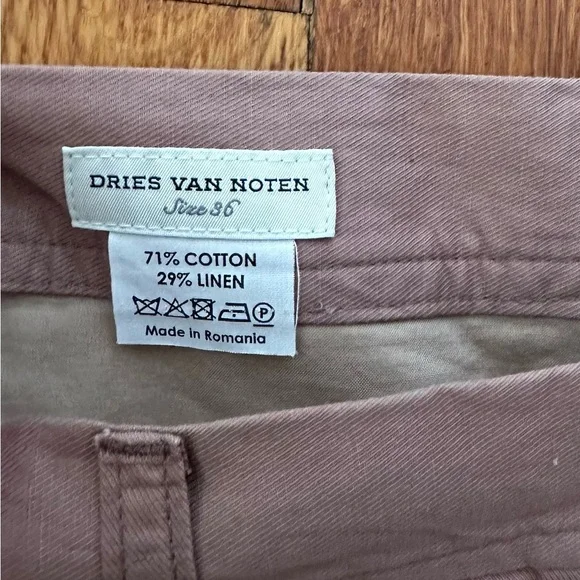 DRIES VAN NOTEN
Size 36
71% COTTON
29% LINEN
P
Made in Romania